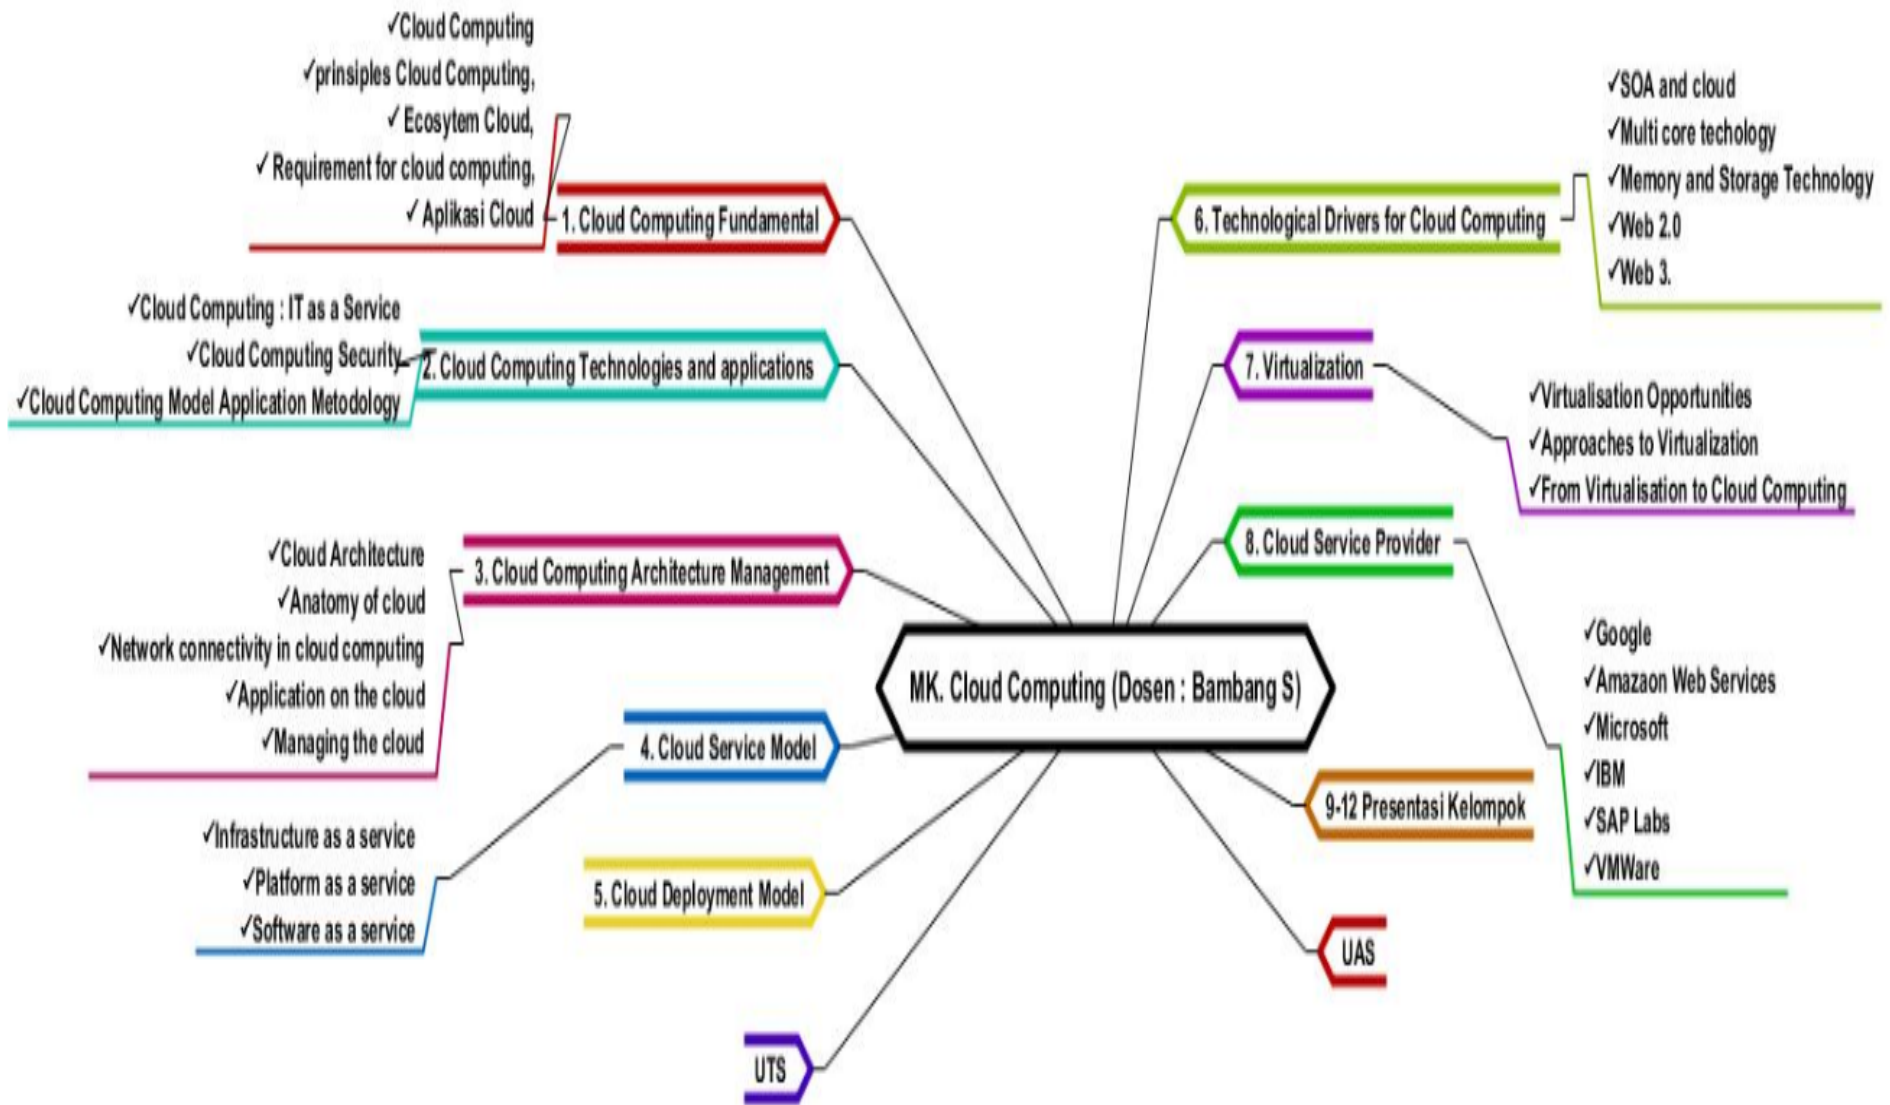 ✓Cloud Computing
✓prinsiples Cloud Computing,
✓ Ecosytem Cloud,
✓ Requirement for cloud computing,
✓ Aplikasi Cloud
1. Cloud Computing Fundamental
✓Cloud Computing : IT as a Service
✓Cloud Computing Security
✓Cloud Computing Model Application Metodology
2. Cloud Computing Technologies and applications
✓Cloud Architecture
✓Anatomy of cloud
✓Network connectivity in cloud computing
✓Application on the cloud
✓Managing the cloud
3. Cloud Computing Architecture Management
✓Infrastructure as a service
✓Platform as a service
✓Software as a service
4. Cloud Service Model
5. Cloud Deployment Model
UTS
MK. Cloud Computing (Dosen : Bambang S)
6. Technological Drivers for Cloud Computing
✓SOA and cloud
✓Multi core techology
✓Memory and Storage Technology
✓Web 2.0
✓Web 3.
7. Virtualization
✓Virtualisation Opportunities
✓Approaches to Virtualization
✓From Virtualisation to Cloud Computing
8. Cloud Service Provider
✓Google
✓Amazaon Web Services
✓Microsoft
✓IBM
✓SAP Labs
✓VMWare
9-12 Presentasi Kelompok
UAS